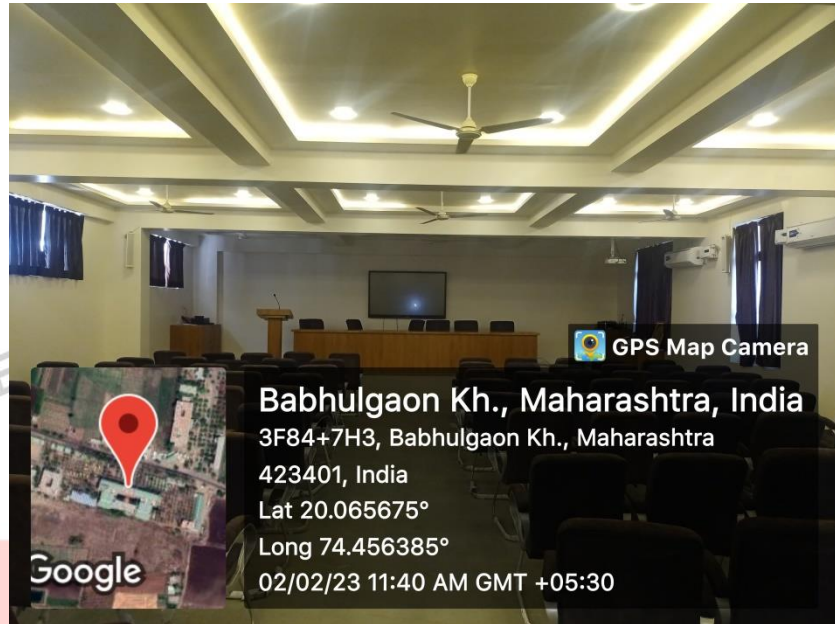 GPS Map Camera
Babhulgaon Kh., Maharashtra, India
3F84+7H3, Babhulgaon Kh., Maharashtra
423401, India
Lat 20.065675°
Long 74.456385°
02/02/23 11:40 AM GMT +05:30
Google